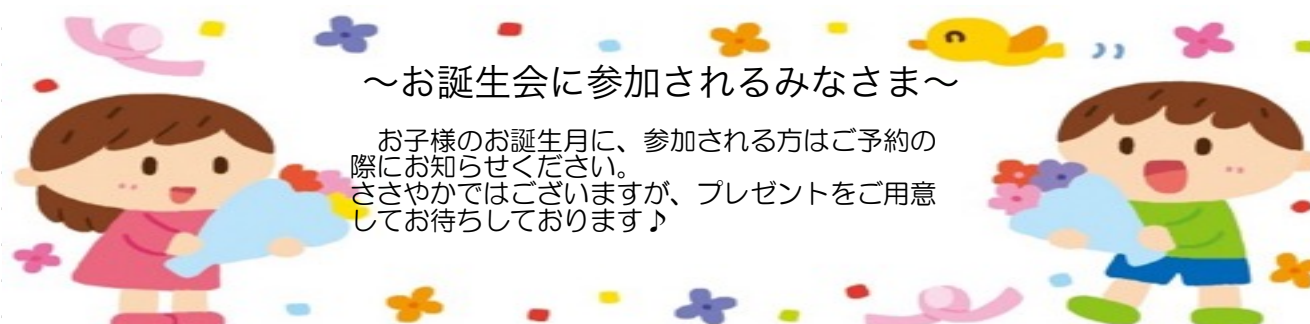 ～お誕生会に参加されるみなさま～
　お子様のお誕生月に、参加される方はご予約の
際にお知らせください。
ささやかではございますが、プレゼントをご用意
してお待ちしております♪